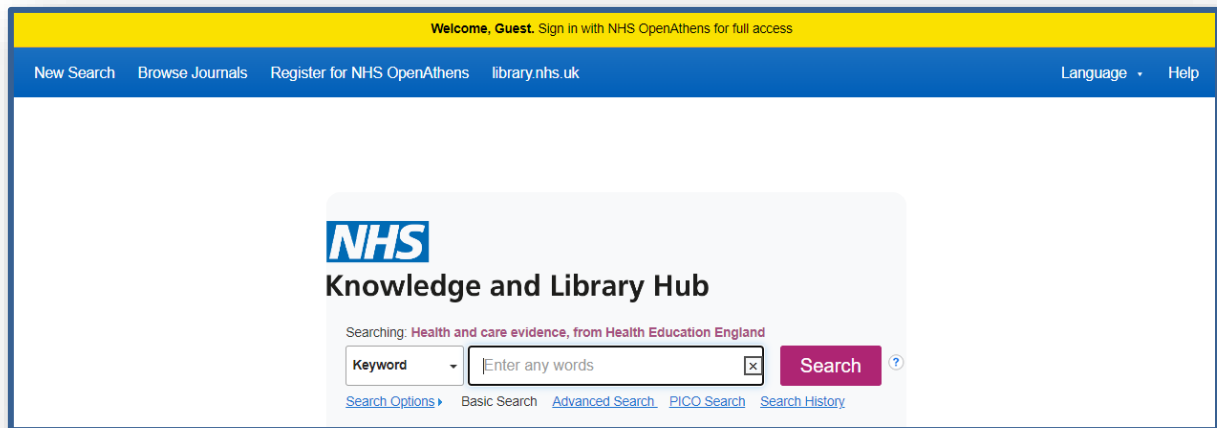 Welcome, Guest. Sign in with NHS OpenAthens for full access
New Search Browse Journals Register for NHS OpenAthens library.nhs.uk Language Help
NHS
Knowledge and Library Hub
Searching: Health and care evidence, from Health Education England
Keyword Enter any words Search ?
Search Options Basic Search Advanced Search PICO Search Search History